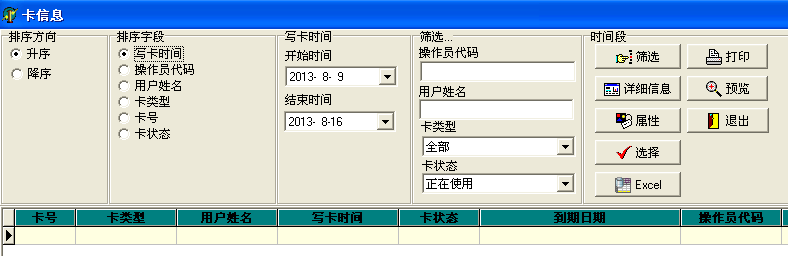 卡信息
排序方向
升序
降序
排序字段
写卡时间
操作员代码
用户姓名
卡类型
卡号
卡状态
写卡时间
开始时间
2013- 8- 9
结束时间
2013- 8-16
筛选...
操作员代码
用户姓名
卡类型
全部
卡状态
正在使用
时间段
筛选
打印
详细信息
预览
属性
退出
选择
Excel
卡号 卡类型 用户姓名 写卡时间 卡状态 到期日期 操作员代码